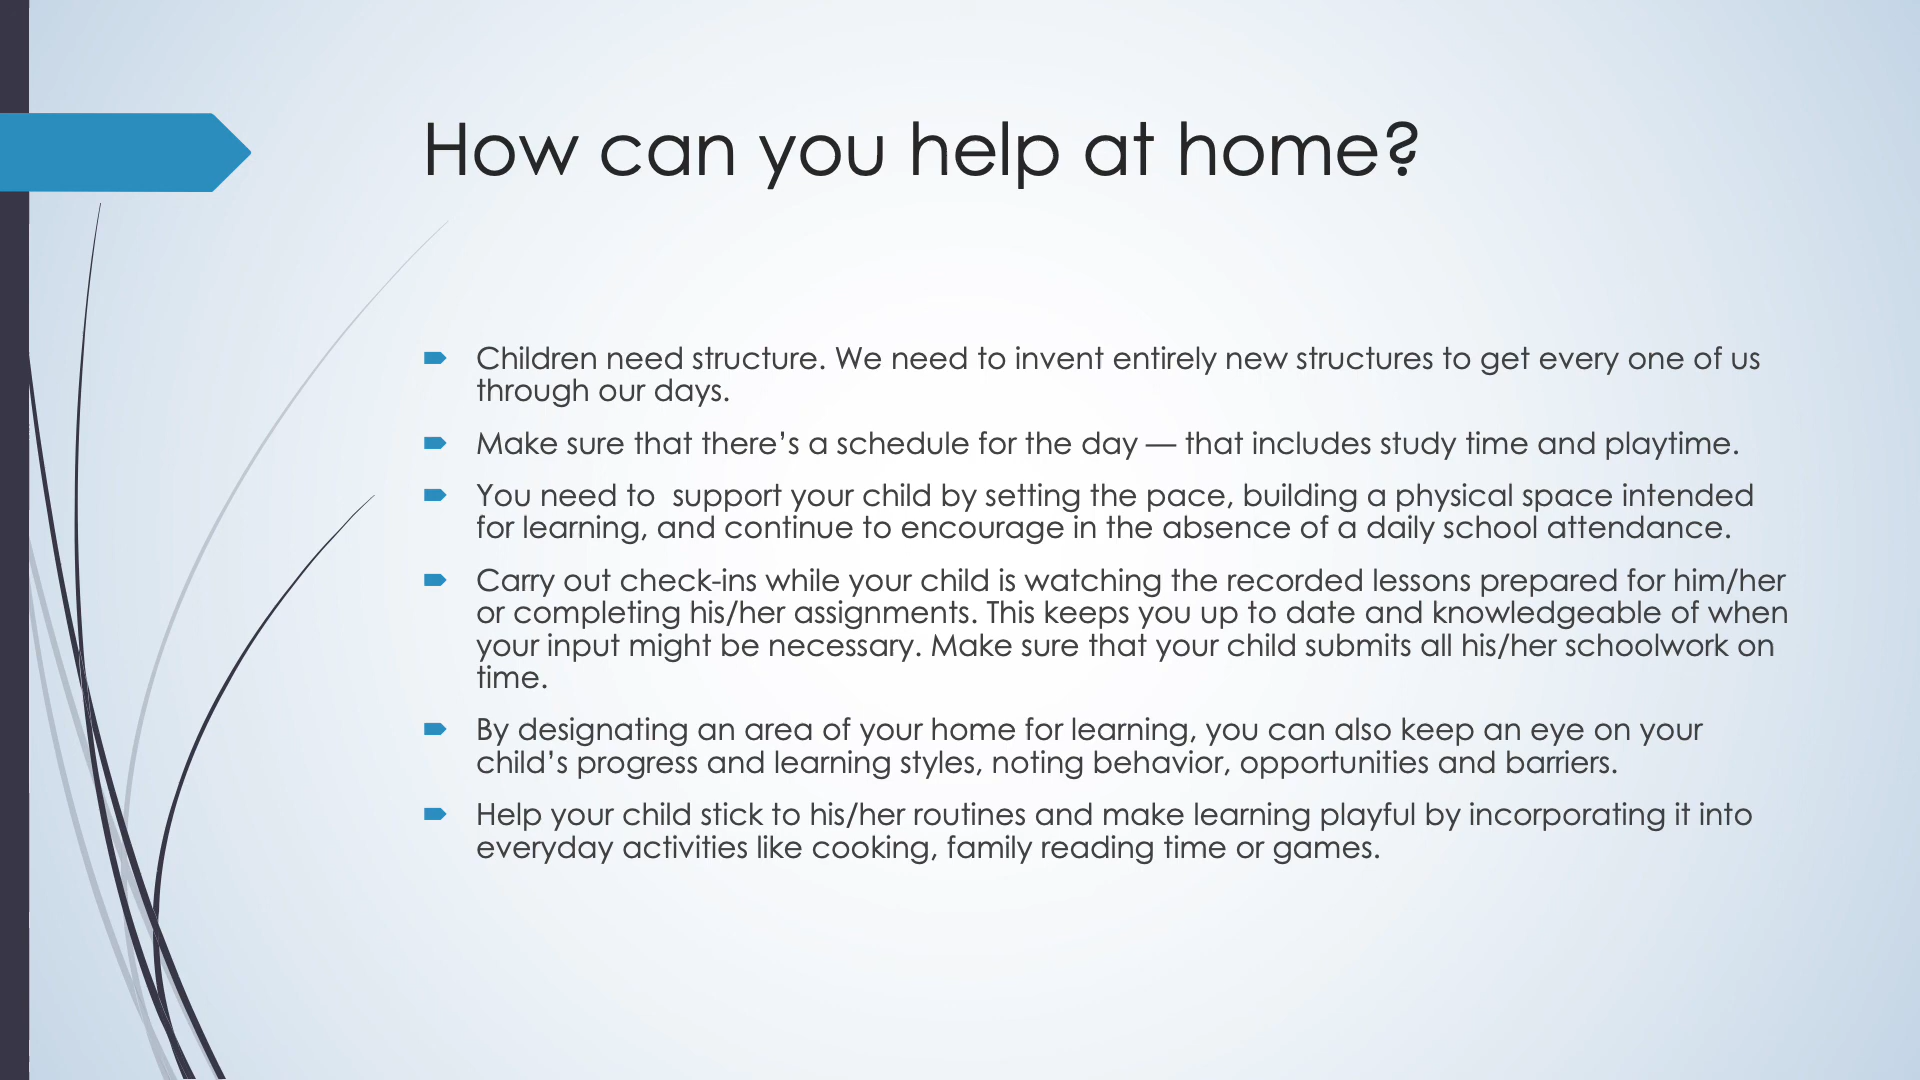 How can you help at home?
Children need structure. We need to invent entirely new structures to get every one of us
through our days.
Make sure that there’s a schedule for the day — that includes study time and playtime.
You need to  support your child by setting the pace, building a physical space intended
for learning, and continue to encourage in the absence of a daily school attendance.
Carry out check-ins while your child is watching the recorded lessons prepared for him/her
or completing his/her assignments. This keeps you up to date and knowledgeable of when
your input might be necessary. Make sure that your child submits all his/her schoolwork on
time.
By designating an area of your home for learning, you can also keep an eye on your
child’s progress and learning styles, noting behavior, opportunities and barriers.
Help your child stick to his/her routines and make learning playful by incorporating it into
everyday activities like cooking, family reading time or games.